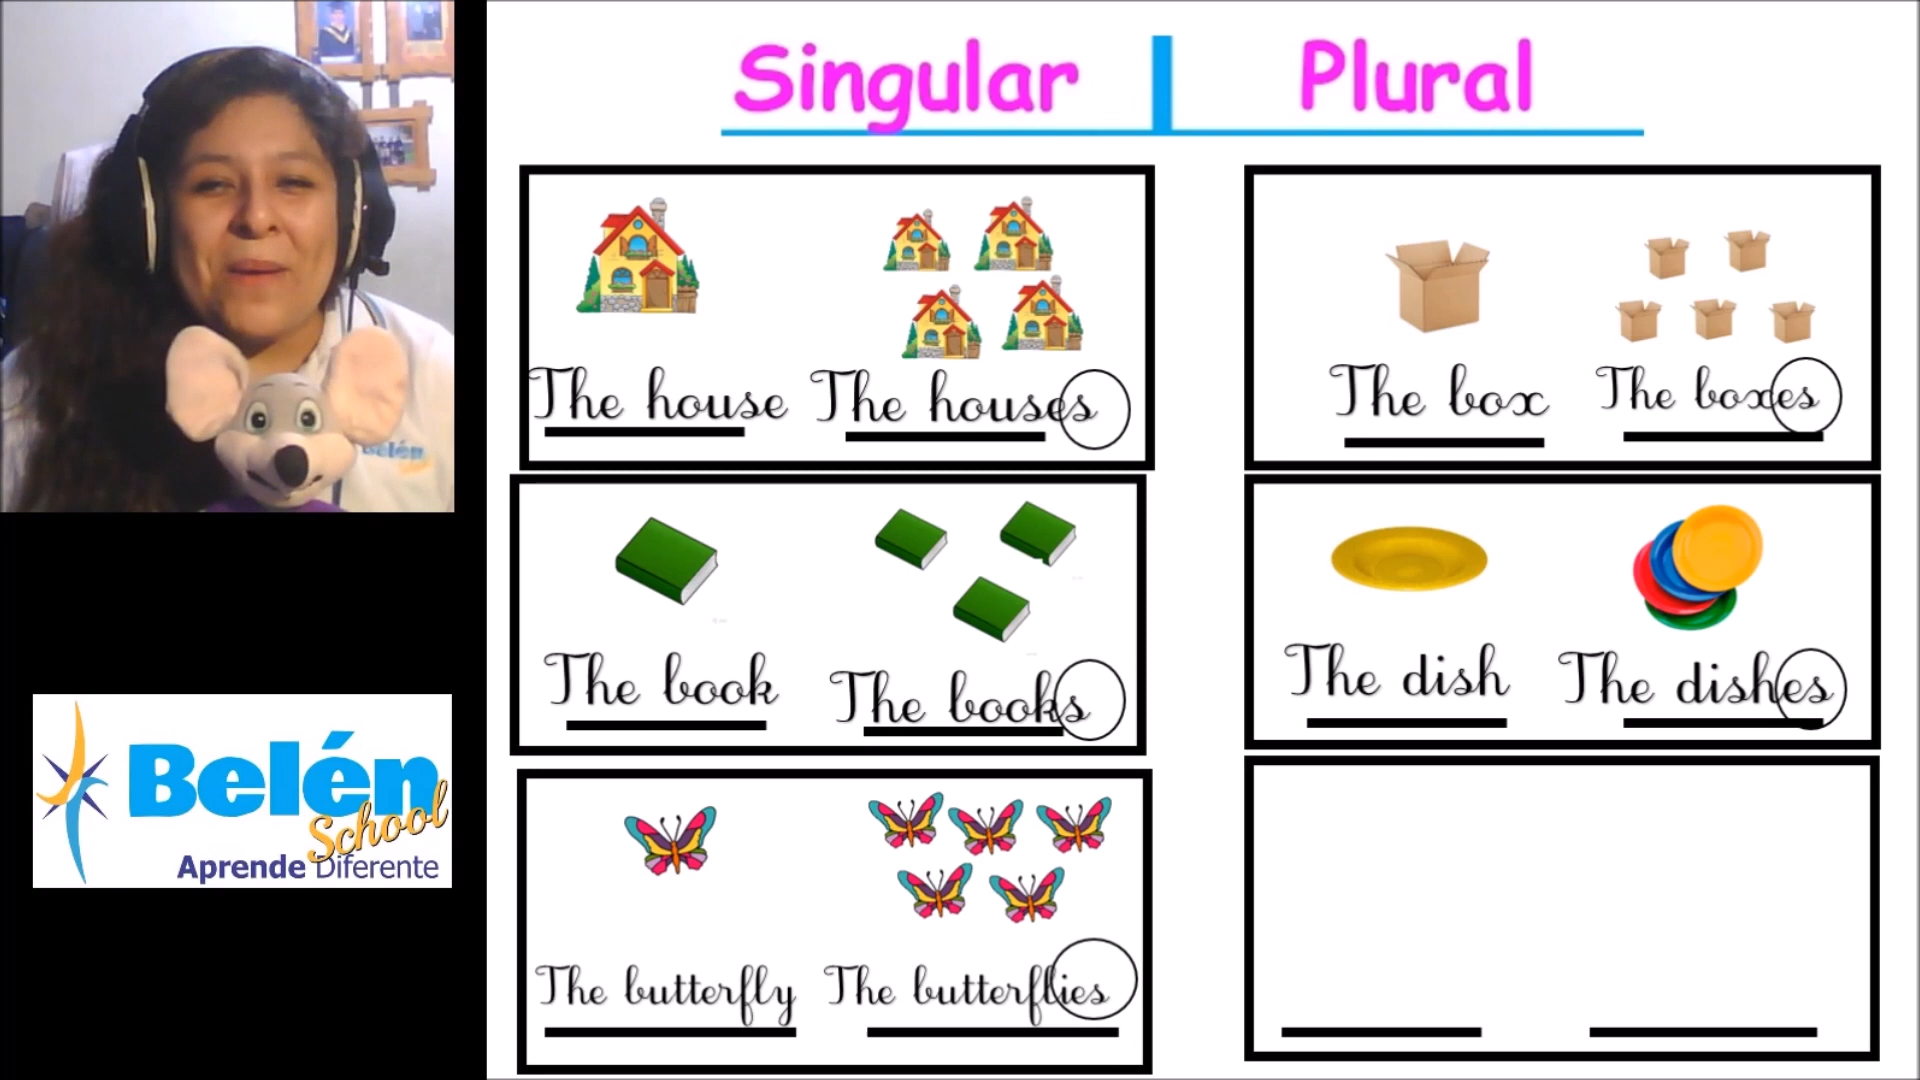 Singular Plural
The house The houses
The box The boxes
The book The books
The dish The dishes
The butterfly The butterflies
Belén
School
Aprende Diferente
Belén